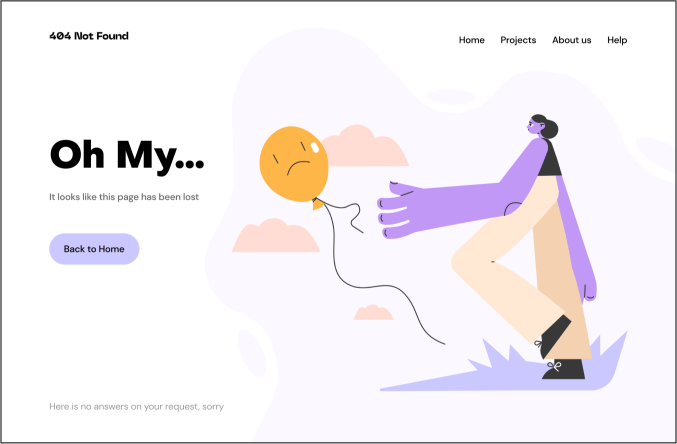 404 Not Found
Home Projects About us Help
Oh My...
It looks like this page has been lost
Back to Home
Here is no answers on your request, sorry